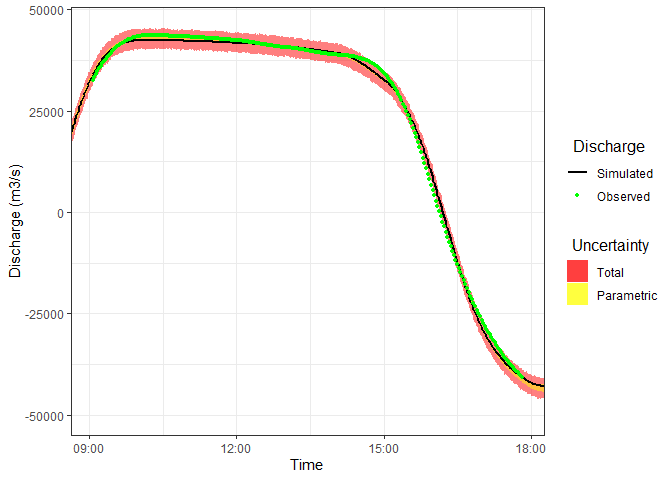 50000
25000
0
-25000
-50000
Discharge (m3/s)
09:00
12:00
15:00
18:00
Time
Discharge
Simulated
Observed
Uncertainty
Total
Parametric